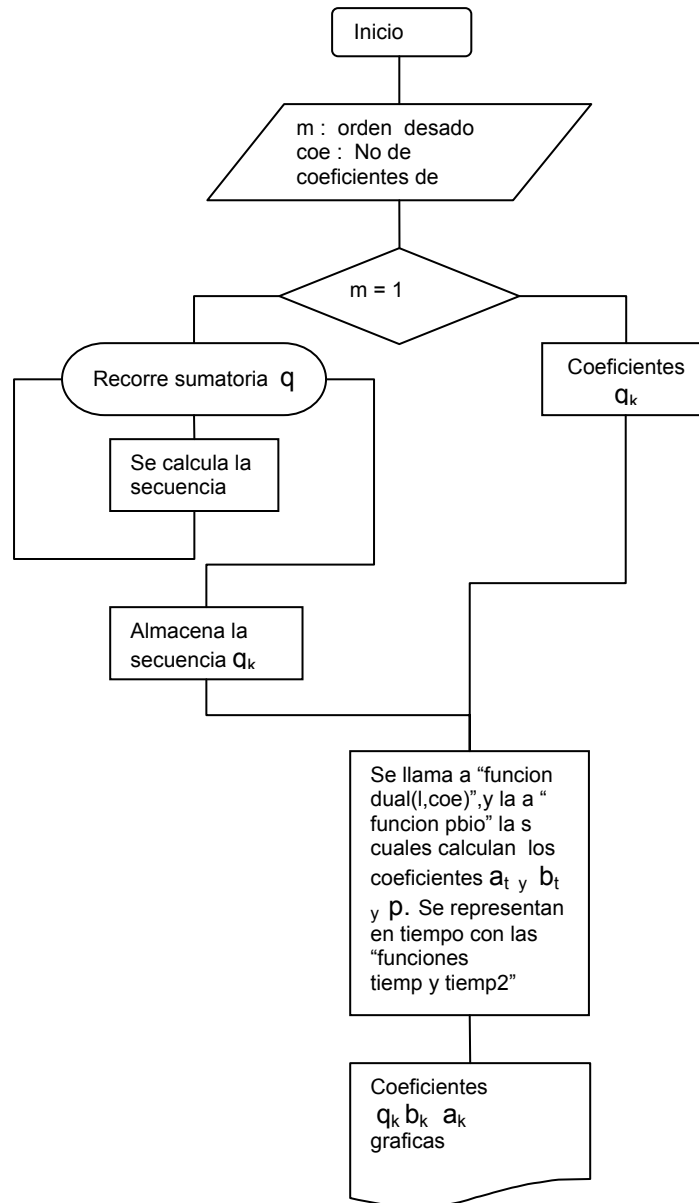 Inicio
m : orden desado
coe : No de
coeficientes de
m = 1
Recorre sumatoria q
Coeficientes
qk
Se calcula la
secuencia
Almacena la
secuencia qk
Se llama a “funcion
dual(l,coe)”,y la a “
funcion pbio” la s
cuales calculan los
coeficientes at y bt
y p. Se representan
en tiempo con las
“funciones
tiemp y tiemp2”
Coeficientes
qk bk ak
graficas